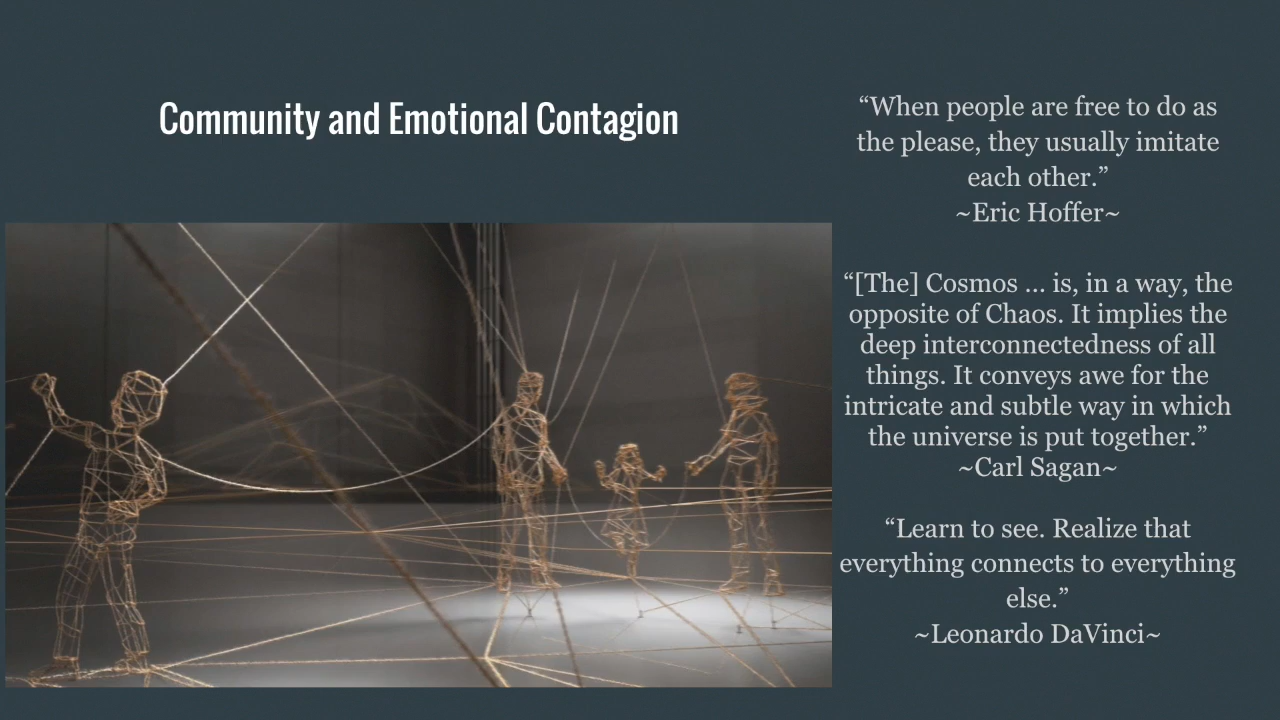 Community and Emotional Contagion
“When people are free to do as
the please, they usually imitate
each other.”
~Eric Hoffer~
“[The] Cosmos ... is, in a way, the
opposite of Chaos. It implies the
deep interconnectedness of all
things. It conveys awe for the
intricate and subtle way in which
the universe is put together.”
~Carl Sagan~
“Learn to see. Realize that
everything connects to everything
else.”
~Leonardo DaVinci~